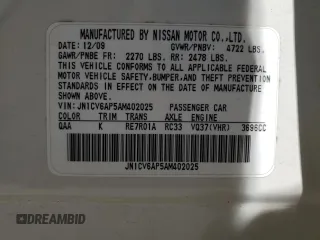 MANUFACTURED BY NISSAN MOTOR CO.,LTD.
DATE: 12/09 GVWR/PNBV: 4722 LBS.
GAWR/PNBE FR: 2270 LBS. RR: 2478 LBS.
THIS VEHICLE CONFORMS TO ALL APPLICABLE FEDERAL
MOTOR VEHICLE SAFETY, BUMPER, AND THEFT PREVENTION
STANDARDS IN EFFECT ON THE DATE OF MANUFACTURE
SHOWN ABOVE.
VIN: JN1CV6AP5AM402025 PASSENGER CAR
COLOR TRIM TRANS AXLE ENGINE
QAA K RE7R01A RC33 VQ37(VHR) 3696CC
JN1CV6AP5AM402025